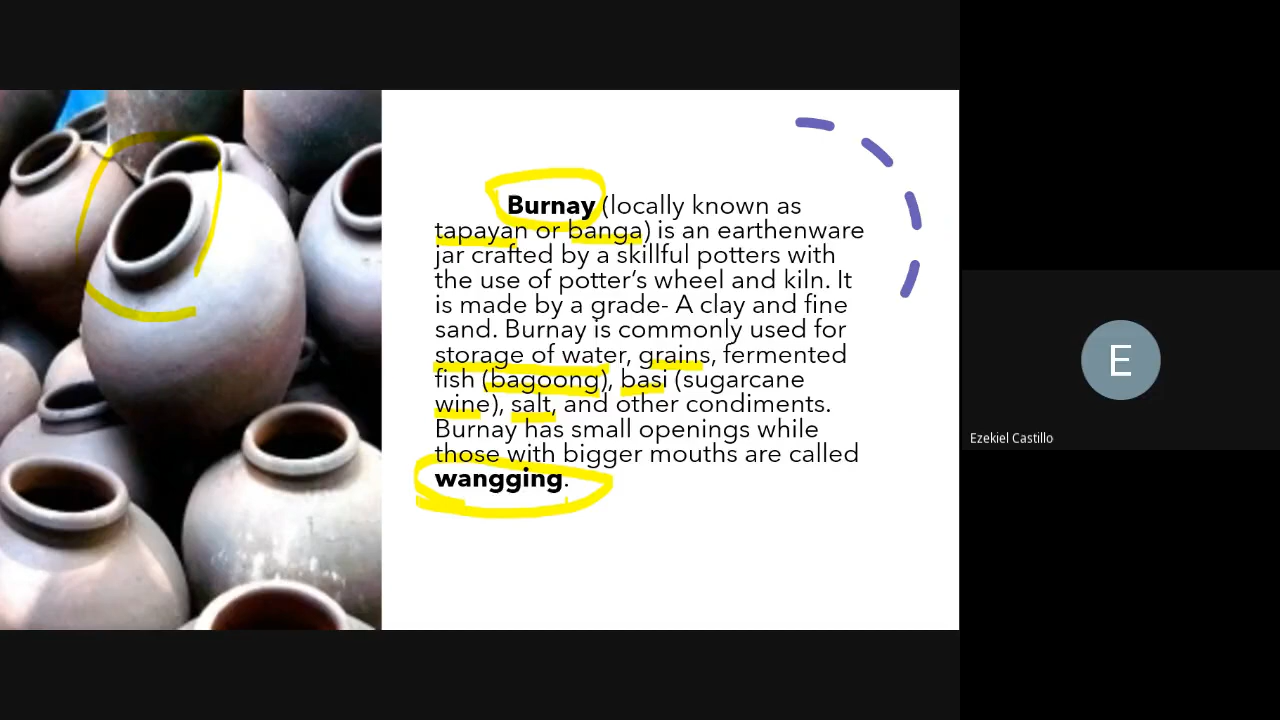 Burnay (locally known as
tapayan or banga) is an earthenware
jar crafted by a skillful potters with
the use of potter’s wheel and kiln. It
is made by a grade- A clay and fine
sand. Burnay is commonly used for
storage of water, grains, fermented
fish (bagoong), basi (sugarcane
wine), salt, and other condiments.
Burnay has small openings while
those with bigger mouths are called
wangging.
E
Ezekiel Castillo